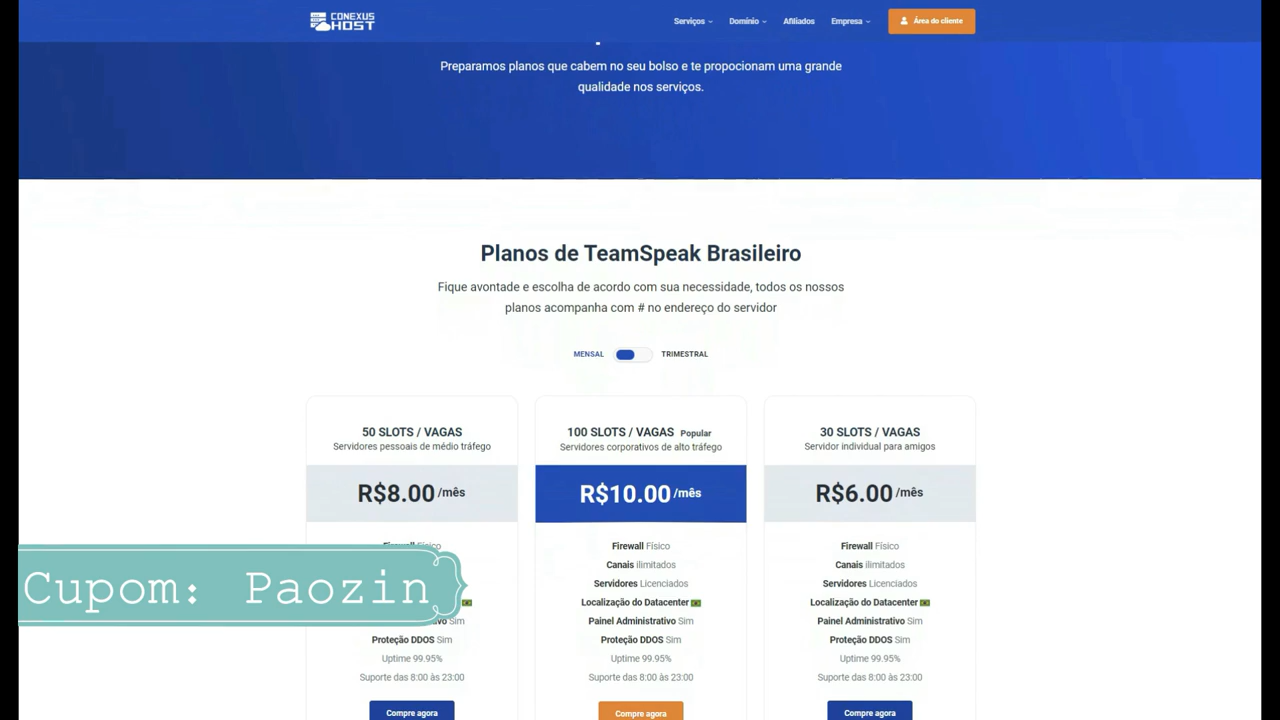 CONEXUS
HOST
Serviços
Domínio
Afiliados
Empresa
Área do cliente
Preparamos planos que cabem no seu bolso e te propocionam uma grande
qualidade nos serviços.
Planos de TeamSpeak Brasileiro
Fique avontade e escolha de acordo com sua necessidade, todos os nossos
planos acompanha com # no endereço do servidor
MENSAL
TRIMESTRAL
50 SLOTS / VAGAS
Servidores pessoais de médio tráfego
R$8.00 /mês
Uptime 99.95%
Proteção DDOS Sim
Suporte das 8:00 às 23:00
Compre agora
100 SLOTS / VAGAS Popular
Servidores corporativos de alto tráfego
R$10.00 /mês
Firewall Físico
Canais ilimitados
Servidores Licenciados
Localização do Datacenter
Painel Administrativo Sim
Proteção DDOS Sim
Uptime 99.95%
Suporte das 8:00 às 23:00
Compre agora
30 SLOTS / VAGAS
Servidor individual para amigos
R$6.00 /mês
Firewall Físico
Canais ilimitados
Servidores Licenciados
Localização do Datacenter
Painel Administrativo Sim
Proteção DDOS Sim
Uptime 99.95%
Suporte das 8:00 às 23:00
Compre agora
Cupom: Paozin